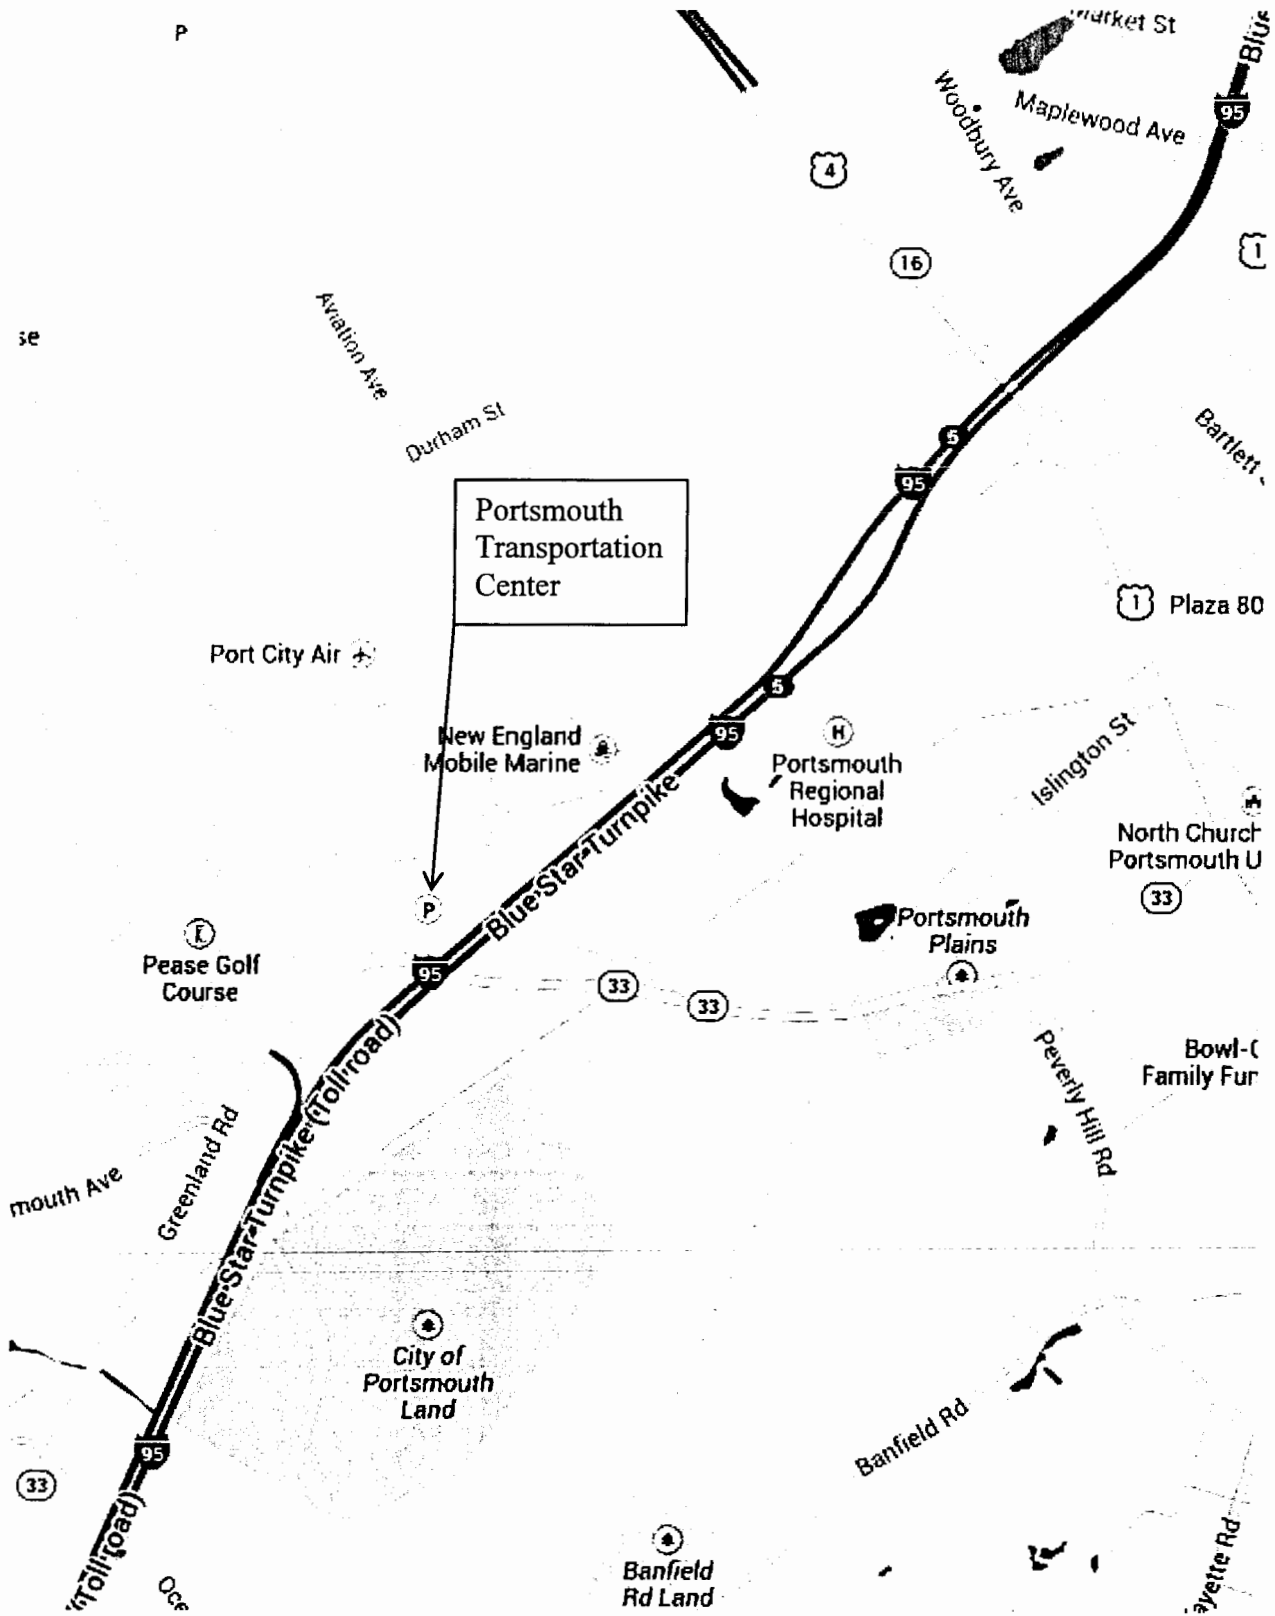 P
Market St
Blue
95
Maplewood Ave
Woodbury Ave
4
1
16
Aviation Ave
se
Durham St
Bartlett
5
95
Portsmouth
Transportation
Center
1 Plaza 80
Port City Air
5
95
H
New England
Mobile Marine
Portsmouth
Regional
Hospital
Islington St
Blue Star Turnpike
North Church
Portsmouth U
33
P
Portsmouth
Plains
Pease Golf
Course
95
33
33
Blue Star Turnpike (Toll road)
Peverly Hill Rd
Bowl-
Family Fun
Greenland Rd
mouth Ave
City of
Portsmouth
Land
Banfield Rd
95
33
(Toll road)
Oce
Banfield
Rd Land
ayette Rd